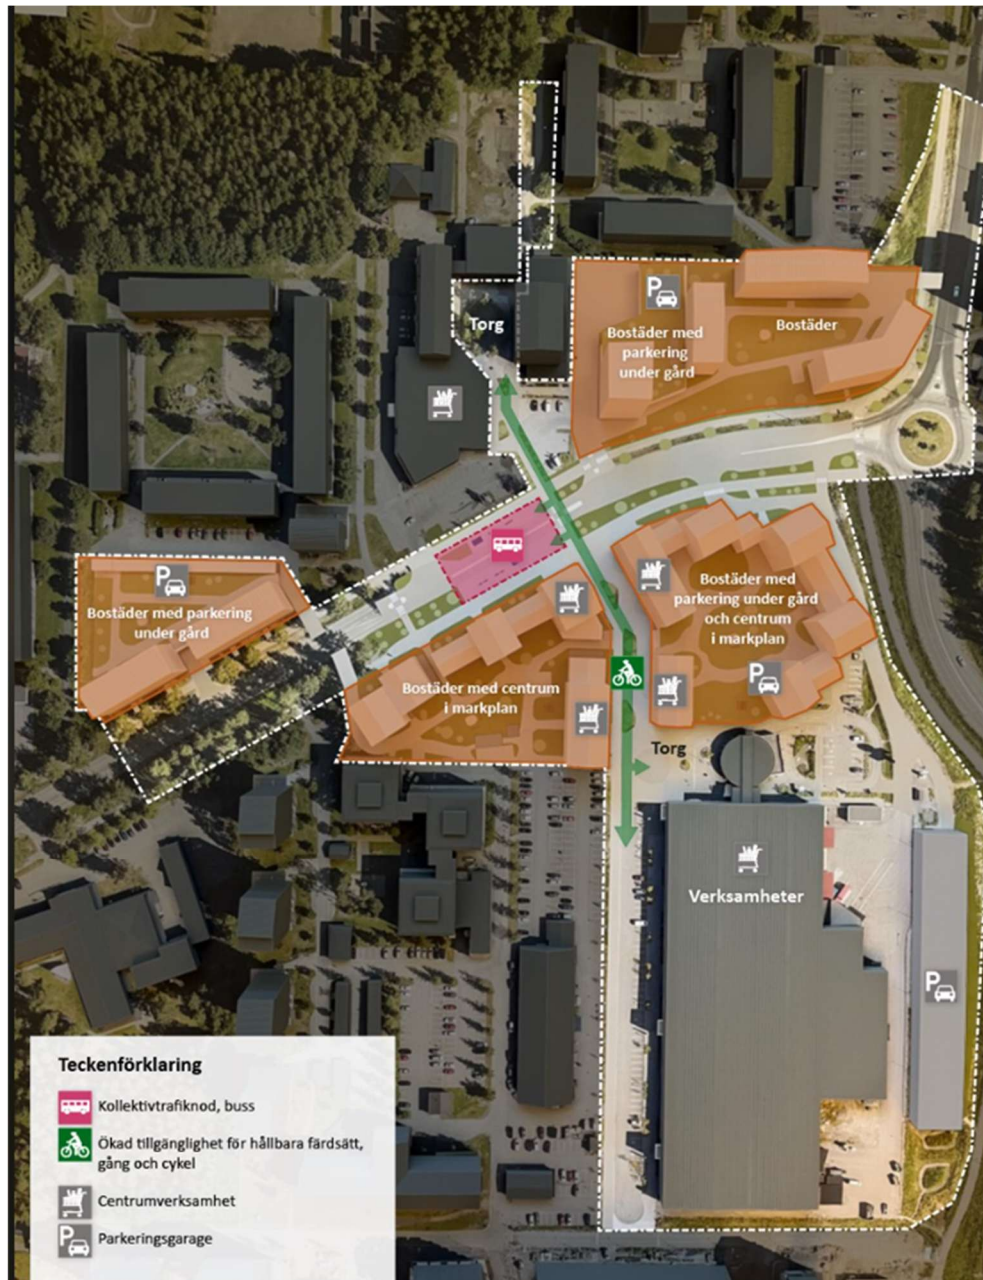 Torg
P
Bostäder med
parkering
under gård
Bostäder
P
Bostäder med parkering
under gård
Bostäder med
parkering under gård
och centrum
i markplan
P
Bostäder med centrum
i markplan
Torg
Verksamheter
P
Teckenförklaring
Kollektivtrafiknod, buss
Ökad tillgänglighet för hållbara färdsätt,
gång och cykel
Centrumverksamhet
P
Parkeringsgarage